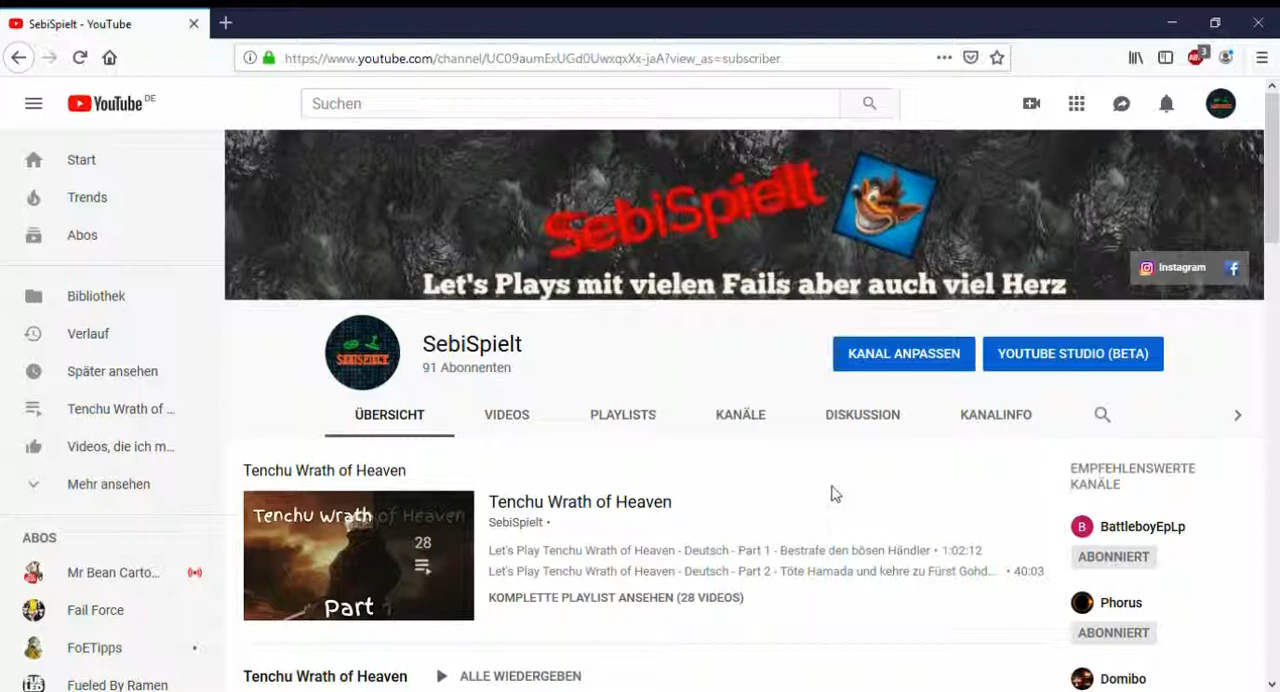 SebiSpielt - YouTube
https://www.youtube.com/channel/UC09aumExUGd0UwxqxXx-jaA?view_as=subscriber
ABP 3
YouTube DE
Suchen
Start
Trends
Abos
Bibliothek
Verlauf
Später ansehen
Tenchu Wrath of ...
Videos, die ich m...
Mehr ansehen
ABOS
Mr Bean Carto...
Fail Force
FoETipps
Fueled By Ramen
SebiSpielt
Let's Plays mit vielen Fails aber auch viel Herz
Instagram
SEBISPIELT
SebiSpielt
91 Abonnenten
KANAL ANPASSEN
YOUTUBE STUDIO (BETA)
ÜBERSICHT
VIDEOS
PLAYLISTS
KANÄLE
DISKUSSION
KANALINFO
Tenchu Wrath of Heaven
Tenchu Wrath of Heaven
28
Part
Tenchu Wrath of Heaven
SebiSpielt •
Let's Play Tenchu Wrath of Heaven - Deutsch - Part 1 - Bestrafe den bösen Händler • 1:02:12
Let's Play Tenchu Wrath of Heaven - Deutsch - Part 2 - Töte Hamada und kehre zu Fürst Gohd... • 40:03
KOMPLETTE PLAYLIST ANSEHEN (28 VIDEOS)
Tenchu Wrath of Heaven
ALLE WIEDERGEBEN
EMPFEHLENSWERTE
KANÄLE
B
BattleboyEpLp
ABONNIERT
Phorus
ABONNIERT
Domibo